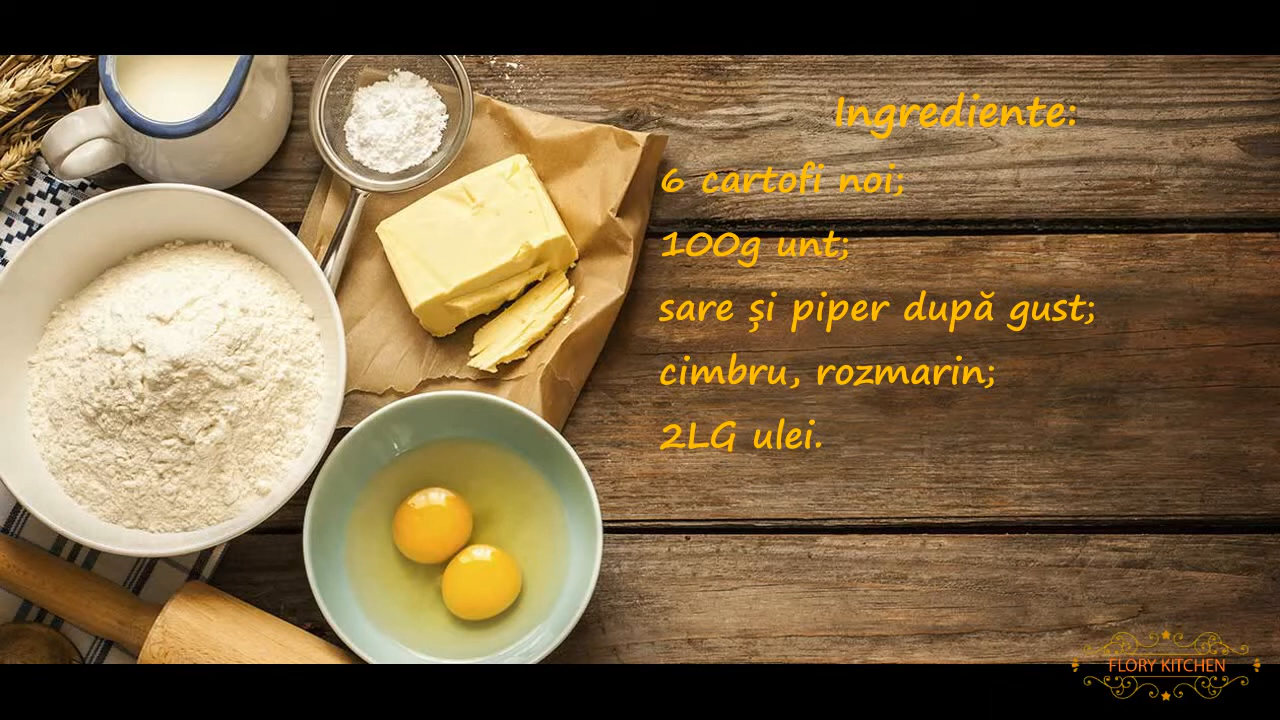 Ingrediente:
6 cartofi noi;
100g unt;
sare și piper după gust;
cimbru, rozmarin;
2LG ulei.
FLORY KITCHEN